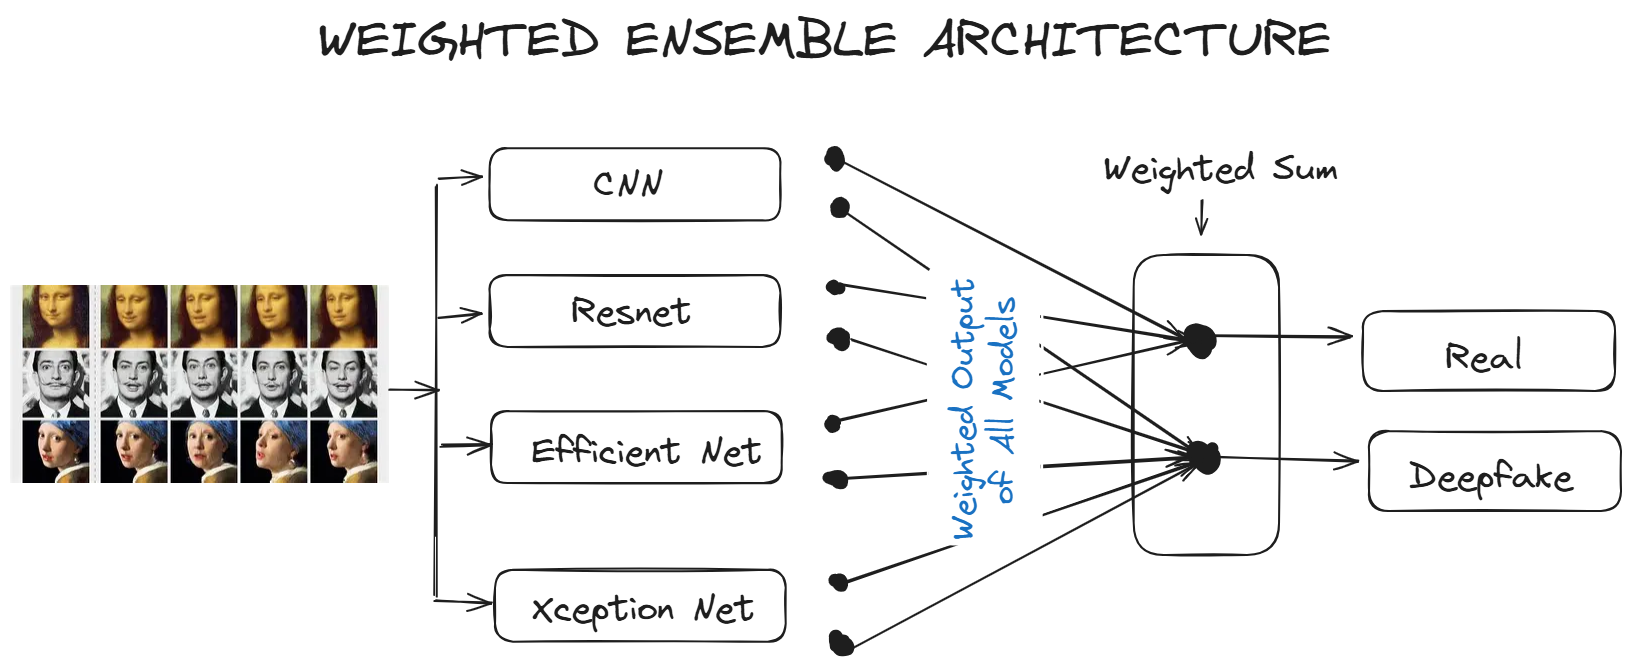 WEIGHTED ENSEMBLE ARCHITECTURE
CNN
Resnet
Efficient Net
Xception Net
Weighted Output
of All Models
Weighted Sum
Real
Deepfake